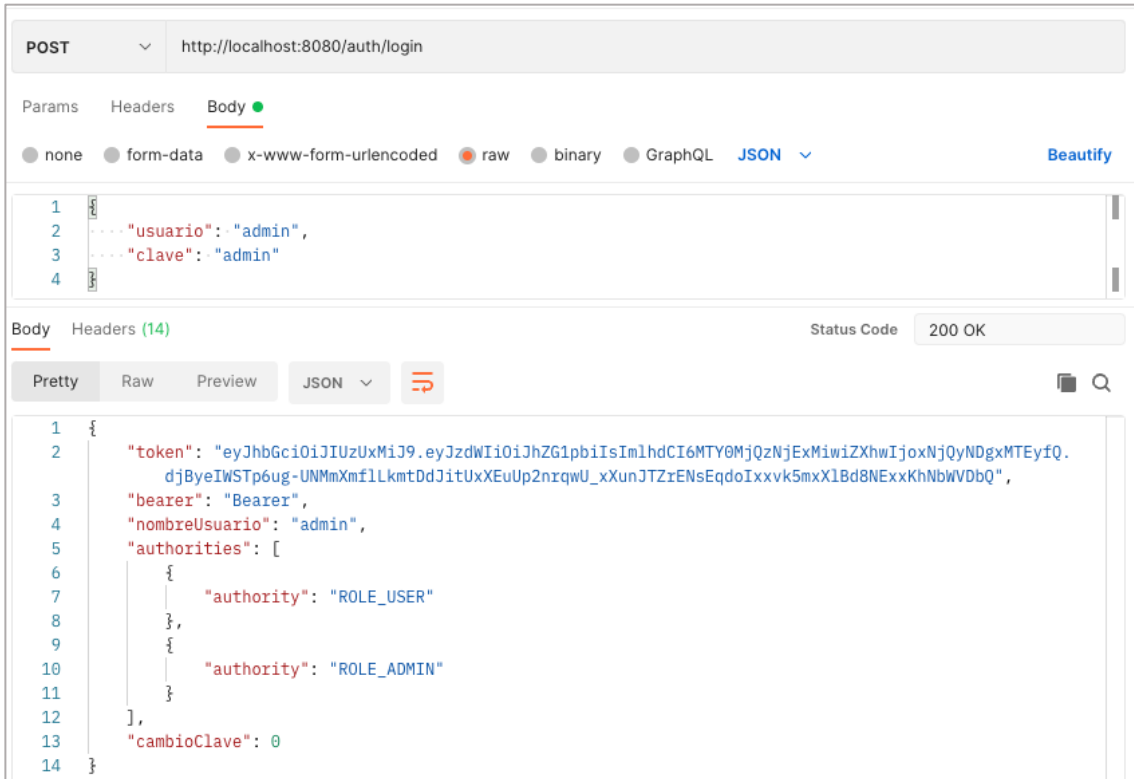 POST http://localhost:8080/auth/login
Params Headers Body
none form-data x-www-form-urlencoded raw binary GraphQL JSON Beautify
1 {
2 "usuario": "admin",
3 "clave": "admin"
4 }
Body Headers (14) Status Code 200 OK
Pretty Raw Preview JSON
1 {
2 "token": "eyJhbGciOiJIUzUxMiJ9.eyJzdWIiOiJhZG1pbiIsImlhdCI6MTY0MjQzNjExMiwiZXhwIjoxNjQyNDgxMTEyfQ.
djByeIWSTp6ug-UNMmXmflLkmtDdJitUxXEuUp2nrqwU_xXunJTZrENsEqdoIxxvk5mxXlBd8NExxKhNbWVDbQ",
3 "bearer": "Bearer",
4 "nombreUsuario": "admin",
5 "authorities": [
6 {
7 "authority": "ROLE_USER"
8 },
9 {
10 "authority": "ROLE_ADMIN"
11 }
12 ],
13 "cambioClave": 0
14 }